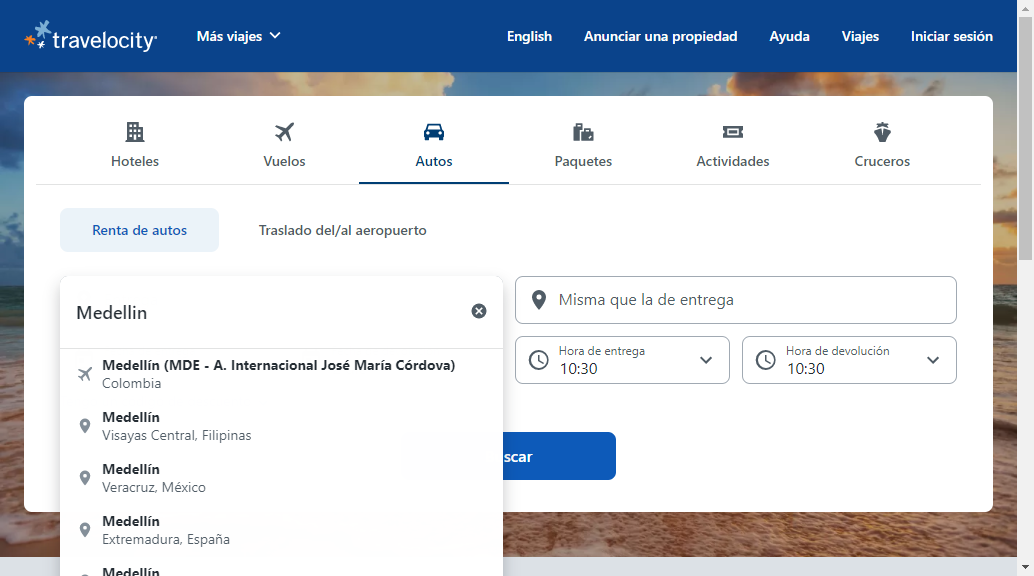 travelocity
Más viajes
English
Anunciar una propiedad
Ayuda
Viajes
Iniciar sesión
Hoteles
Vuelos
Autos
Paquetes
Actividades
Cruceros
Renta de autos
Traslado del/al aeropuerto
Medellin
Misma que la de entrega
Medellín (MDE - A. Internacional José María Córdova)
Colombia
Hora de entrega
10:30
Hora de devolución
10:30
Medellín
Visayas Central, Filipinas
scar
Medellín
Veracruz, México
Medellín
Extremadura, España
Medellín